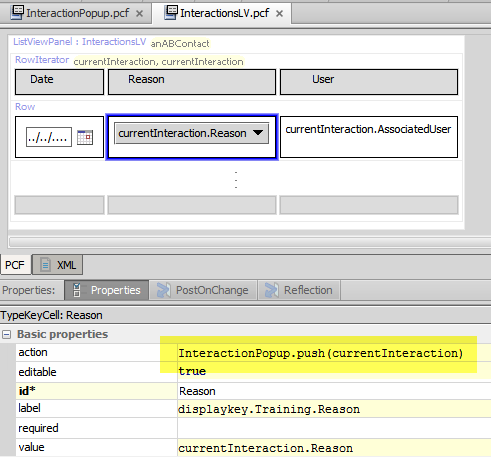 InteractionPopup.pcf × InteractionsLV.pcf ×
ListViewPanel : InteractionsLV anABContact
RowIterator currentInteraction, currentInteraction
Date Reason User
Row
../../.... currentInteraction.Reason currentInteraction.AssociatedUser
PCF XML
Properties: Properties PostOnChange Reflection
TypeKeyCell: Reason
Basic properties
action InteractionPopup.push(currentInteraction)
editable true
id* Reason
label displaykey.Training.Reason
required
value currentInteraction.Reason